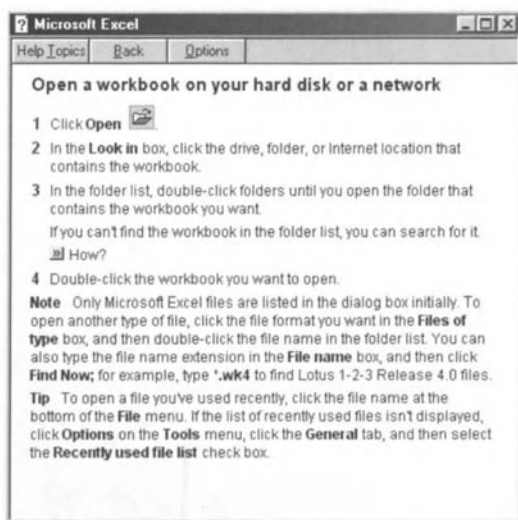 Microsoft Excel
Help Topics Back Options
Open a workbook on your hard disk or a network
1 Click Open
2 In the Look in box, click the drive, folder, or Internet location that
contains the workbook.
3 In the folder list, double-click folders until you open the folder that
contains the workbook you want.
If you can't find the workbook in the folder list, you can search for it.
How?
4 Double-click the workbook you want to open.
Note Only Microsoft Excel files are listed in the dialog box initially. To
open another type of file, click the file format you want in the Files of
type box, and then double-click the file name in the folder list. You can
also type the file name extension in the File name box, and then click
Find Now; for example, type *.wk4 to find Lotus 1-2-3 Release 4.0 files.
Tip To open a file you've used recently, click the file name at the
bottom of the File menu. If the list of recently used files isn't displayed,
click Options on the Tools menu, click the General tab, and then select
the Recently used file list check box.